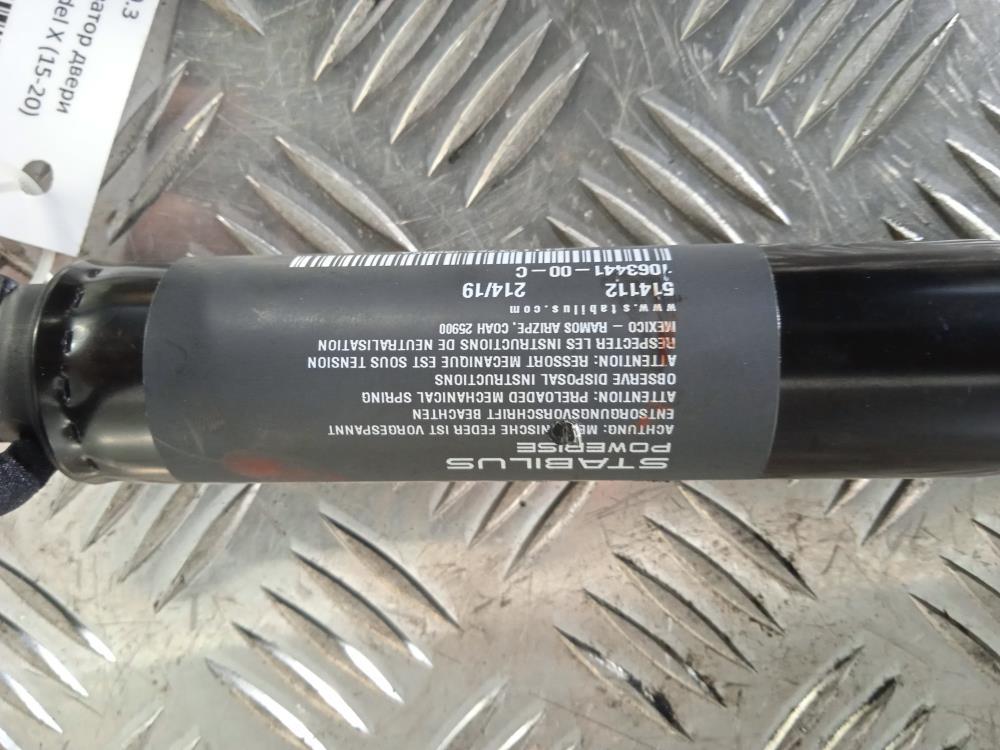 STABILUS
POWERISE
ACHTUNG: FEDER IST VORGESPANNT
ENTSORGUNGSVORSCHRIFT BEACHTEN
ATTENTION: PRELOADED MECHANICAL SPRING
OBSERVE DISPOSAL INSTRUCTIONS
ATTENTION: RESSORT MECANIQUE EST SOUS TENSION
RESPECTER LES INSTRUCTIONS DE NEUTRALISATION
MEXICO – RAMOS ARIZPE, COAH 25900
www.stabilus.com
514112 214/19
1063441-00-C
.3
атор двери
del X (15-20)